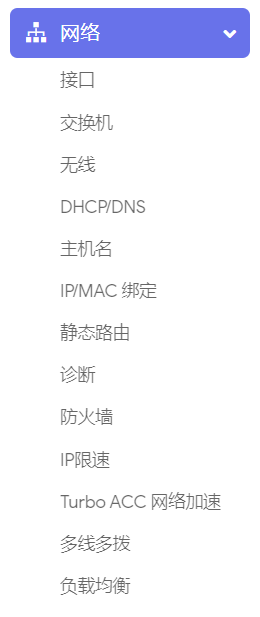 网络
接口
交换机
无线
DHCP/DNS
主机名
IP/MAC 绑定
静态路由
诊断
防火墙
IP限速
Turbo ACC 网络加速
多线多拨
负载均衡